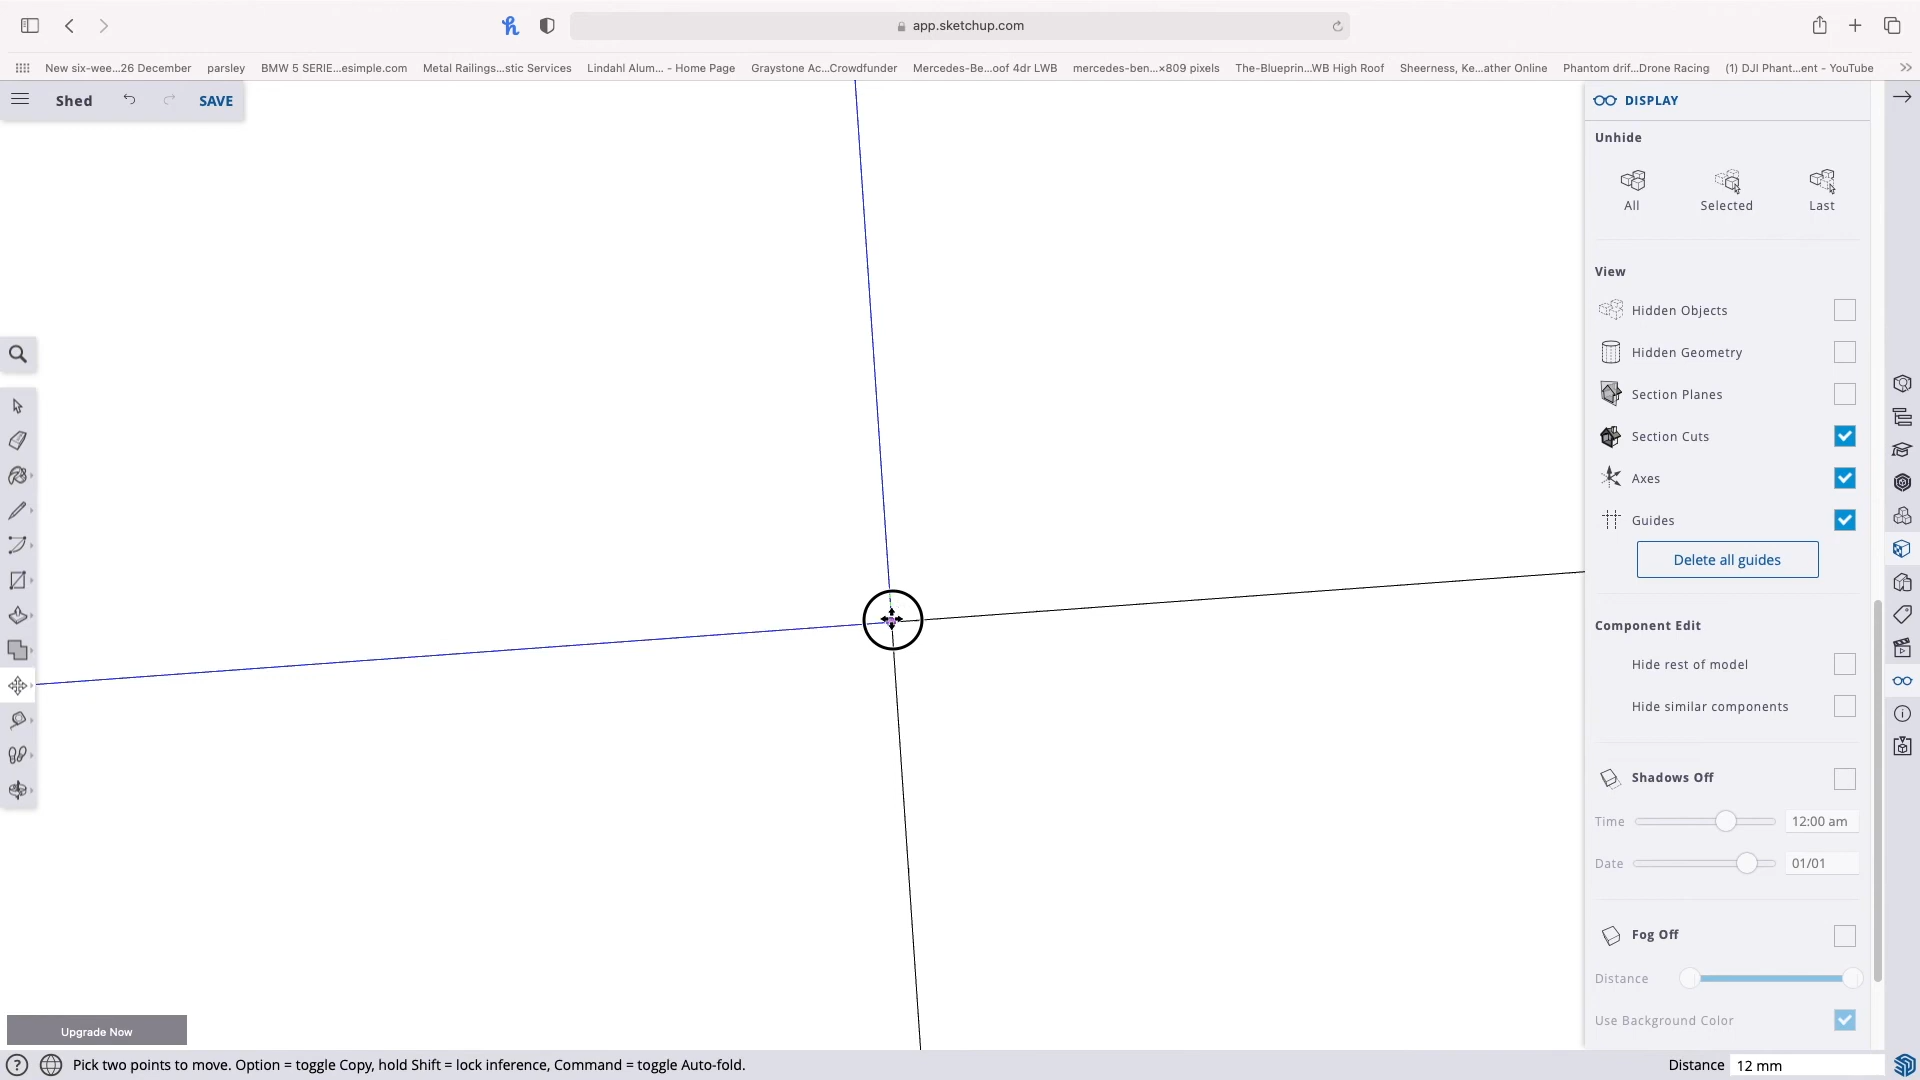 app.sketchup.com
New six-wee...26 December parsley BMW 5 SERIE...esimple.com Metal Railings...stic Services Lindahl Alum... - Home Page Graystone Ac...Crowdfunder Mercedes-Be...oof 4dr LWB mercedes-ben...×809 pixels The-Blueprin...WB High Roof Sheerness, Ke...ather Online Phantom drif...Drone Racing (1) DJI Phant...ent - YouTube
Shed SAVE
DISPLAY
Unhide
All Selected Last
View
Hidden Objects
Hidden Geometry
Section Planes
Section Cuts
Axes
Guides
Delete all guides
Component Edit
Hide rest of model
Hide similar components
Shadows Off
Time 12:00 am
Date 01/01
Fog Off
Distance
Use Background Color
Upgrade Now
Pick two points to move. Option = toggle Copy, hold Shift = lock inference, Command = toggle Auto-fold.
Distance 12 mm